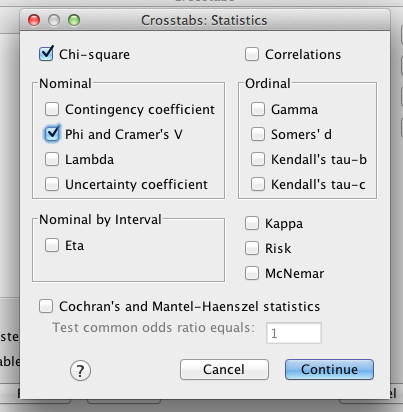 Crosstabs: Statistics
Chi-square
Correlations
Nominal
Contingency coefficient
Phi and Cramer's V
Lambda
Uncertainty coefficient
Ordinal
Gamma
Somers' d
Kendall's tau-b
Kendall's tau-c
Nominal by Interval
Eta
Kappa
Risk
McNemar
Cochran's and Mantel-Haenszel statistics
Test common odds ratio equals: 1
? Cancel Continue